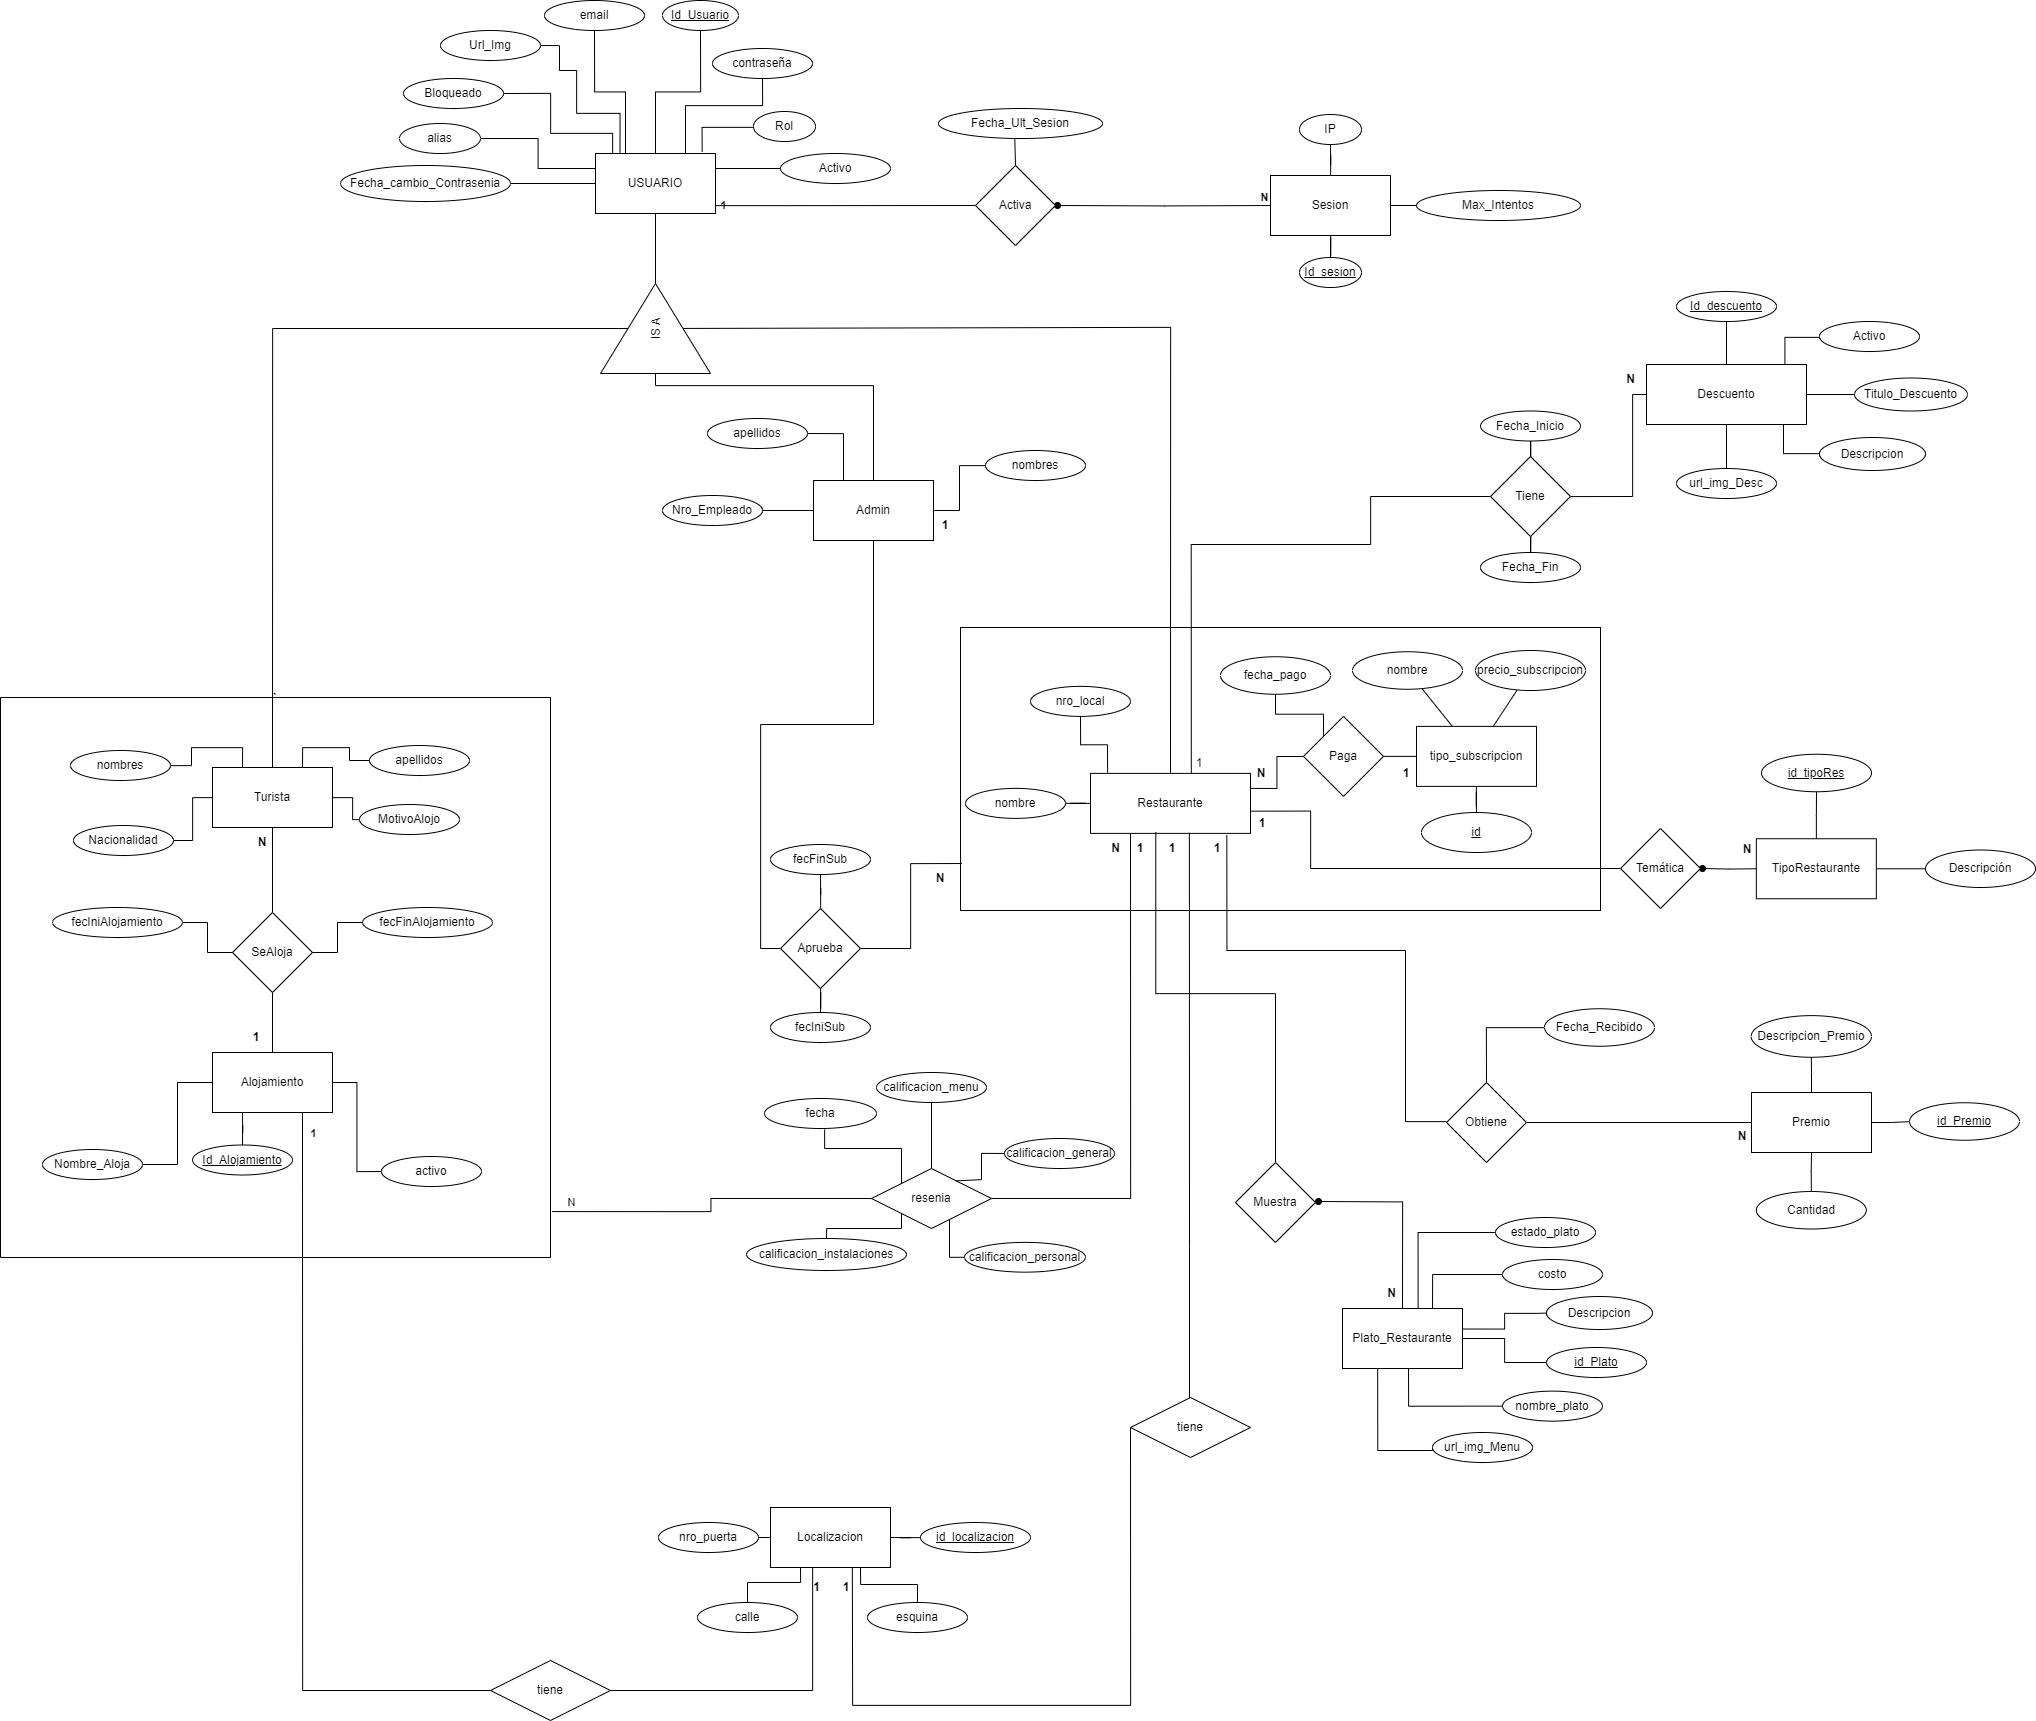 email
Id_Usuario
Url_Img
contraseña
Bloqueado
Rol
alias
Activo
Fecha_cambio_Contrasenia
USUARIO
1
Fecha_Ult_Sesion
Activa
N
IP
Sesion
Max_Intentos
Id_sesion
IS A
Id_descuento
Activo
N
Descuento
Titulo_Descuento
Fecha_Inicio
Descripcion
url_img_Desc
Tiene
Fecha_Fin
apellidos
nombres
Nro_Empleado
Admin
1
fecha_pago
nombre
precio_subscripcion
nro_local
Paga
tipo_subscripcion
1
N
1
nombre
Restaurante
1
id
N
1
1
1
id_tipoRes
Temática
N
TipoRestaurante
Descripción
`
nombres
apellidos
Turista
MotivoAlojo
Nacionalidad
N
fecIniAlojamiento
fecFinAlojamiento
SeAloja
1
Alojamiento
1
Nombre_Aloja
Id_Alojamiento
activo
fecFinSub
N
Aprueba
fecIniSub
Fecha_Recibido
Descripcion_Premio
Obtiene
N
Premio
id_Premio
Cantidad
calificacion_menu
fecha
calificacion_general
N
resenia
calificacion_instalaciones
calificacion_personal
Muestra
N
estado_plato
costo
Descripcion
Plato_Restaurante
id_Plato
nombre_plato
url_img_Menu
tiene
nro_puerta
Localizacion
id_localizacion
1
1
calle
esquina
tiene